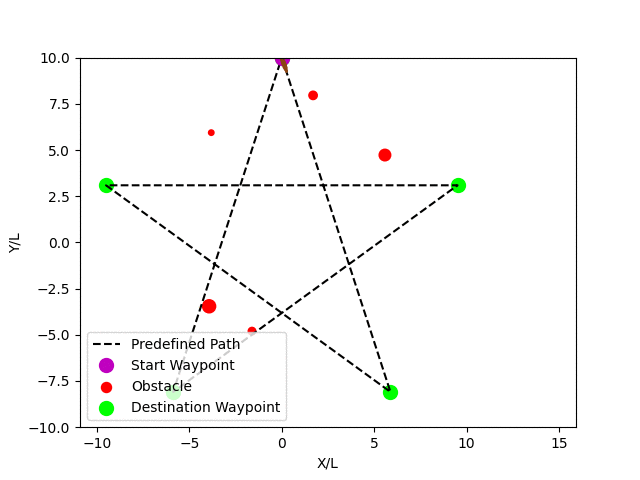 10.0
7.5
5.0
2.5
0.0
−2.5
−5.0
−7.5
−10.0
Y/L
Predefined Path
Start Waypoint
Obstacle
Destination Waypoint
−10 −5 0 5 10 15
X/L